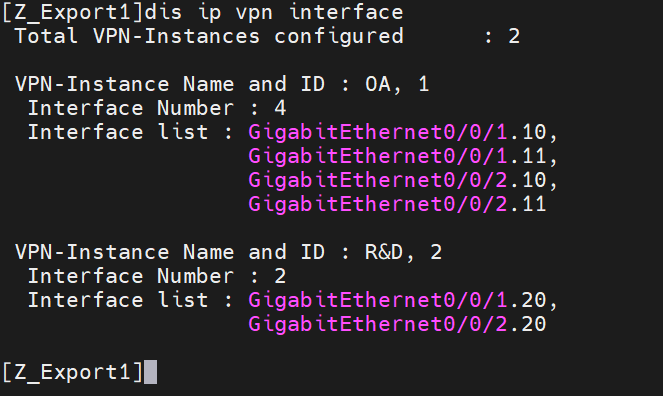 [Z_Export1]dis ip vpn interface
Total VPN-Instances configured      : 2
VPN-Instance Name and ID : OA, 1
Interface Number : 4
Interface list : GigabitEthernet0/0/1.10,
GigabitEthernet0/0/1.11,
GigabitEthernet0/0/2.10,
GigabitEthernet0/0/2.11
VPN-Instance Name and ID : R&D, 2
Interface Number : 2
Interface list : GigabitEthernet0/0/1.20,
GigabitEthernet0/0/2.20
[Z_Export1]